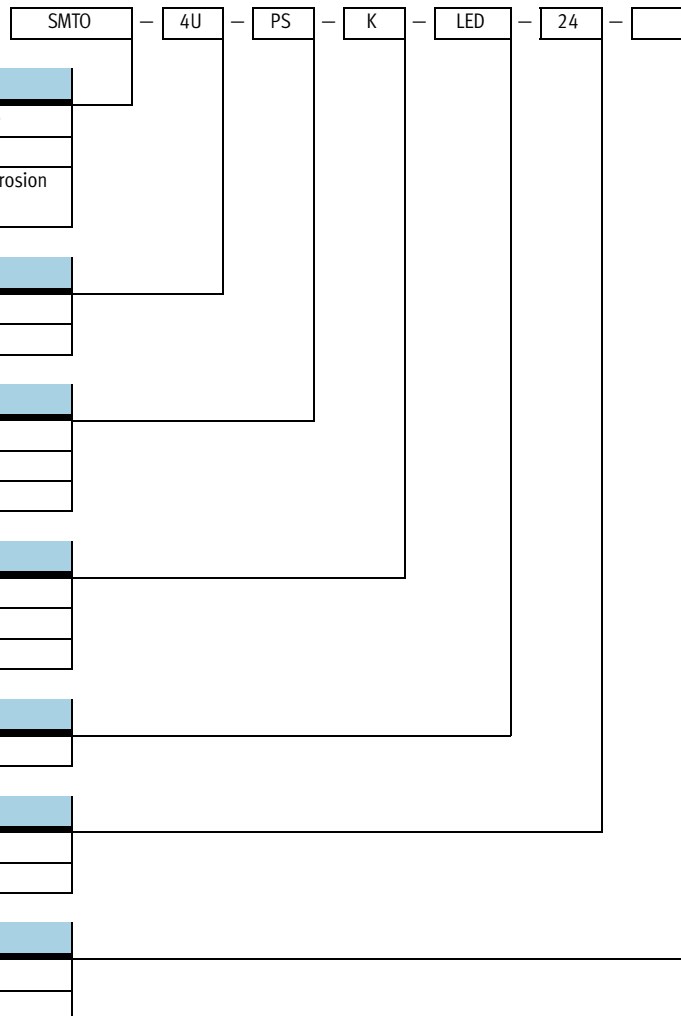 SMTO – 4U – PS – K – LED – 24 –
rosion